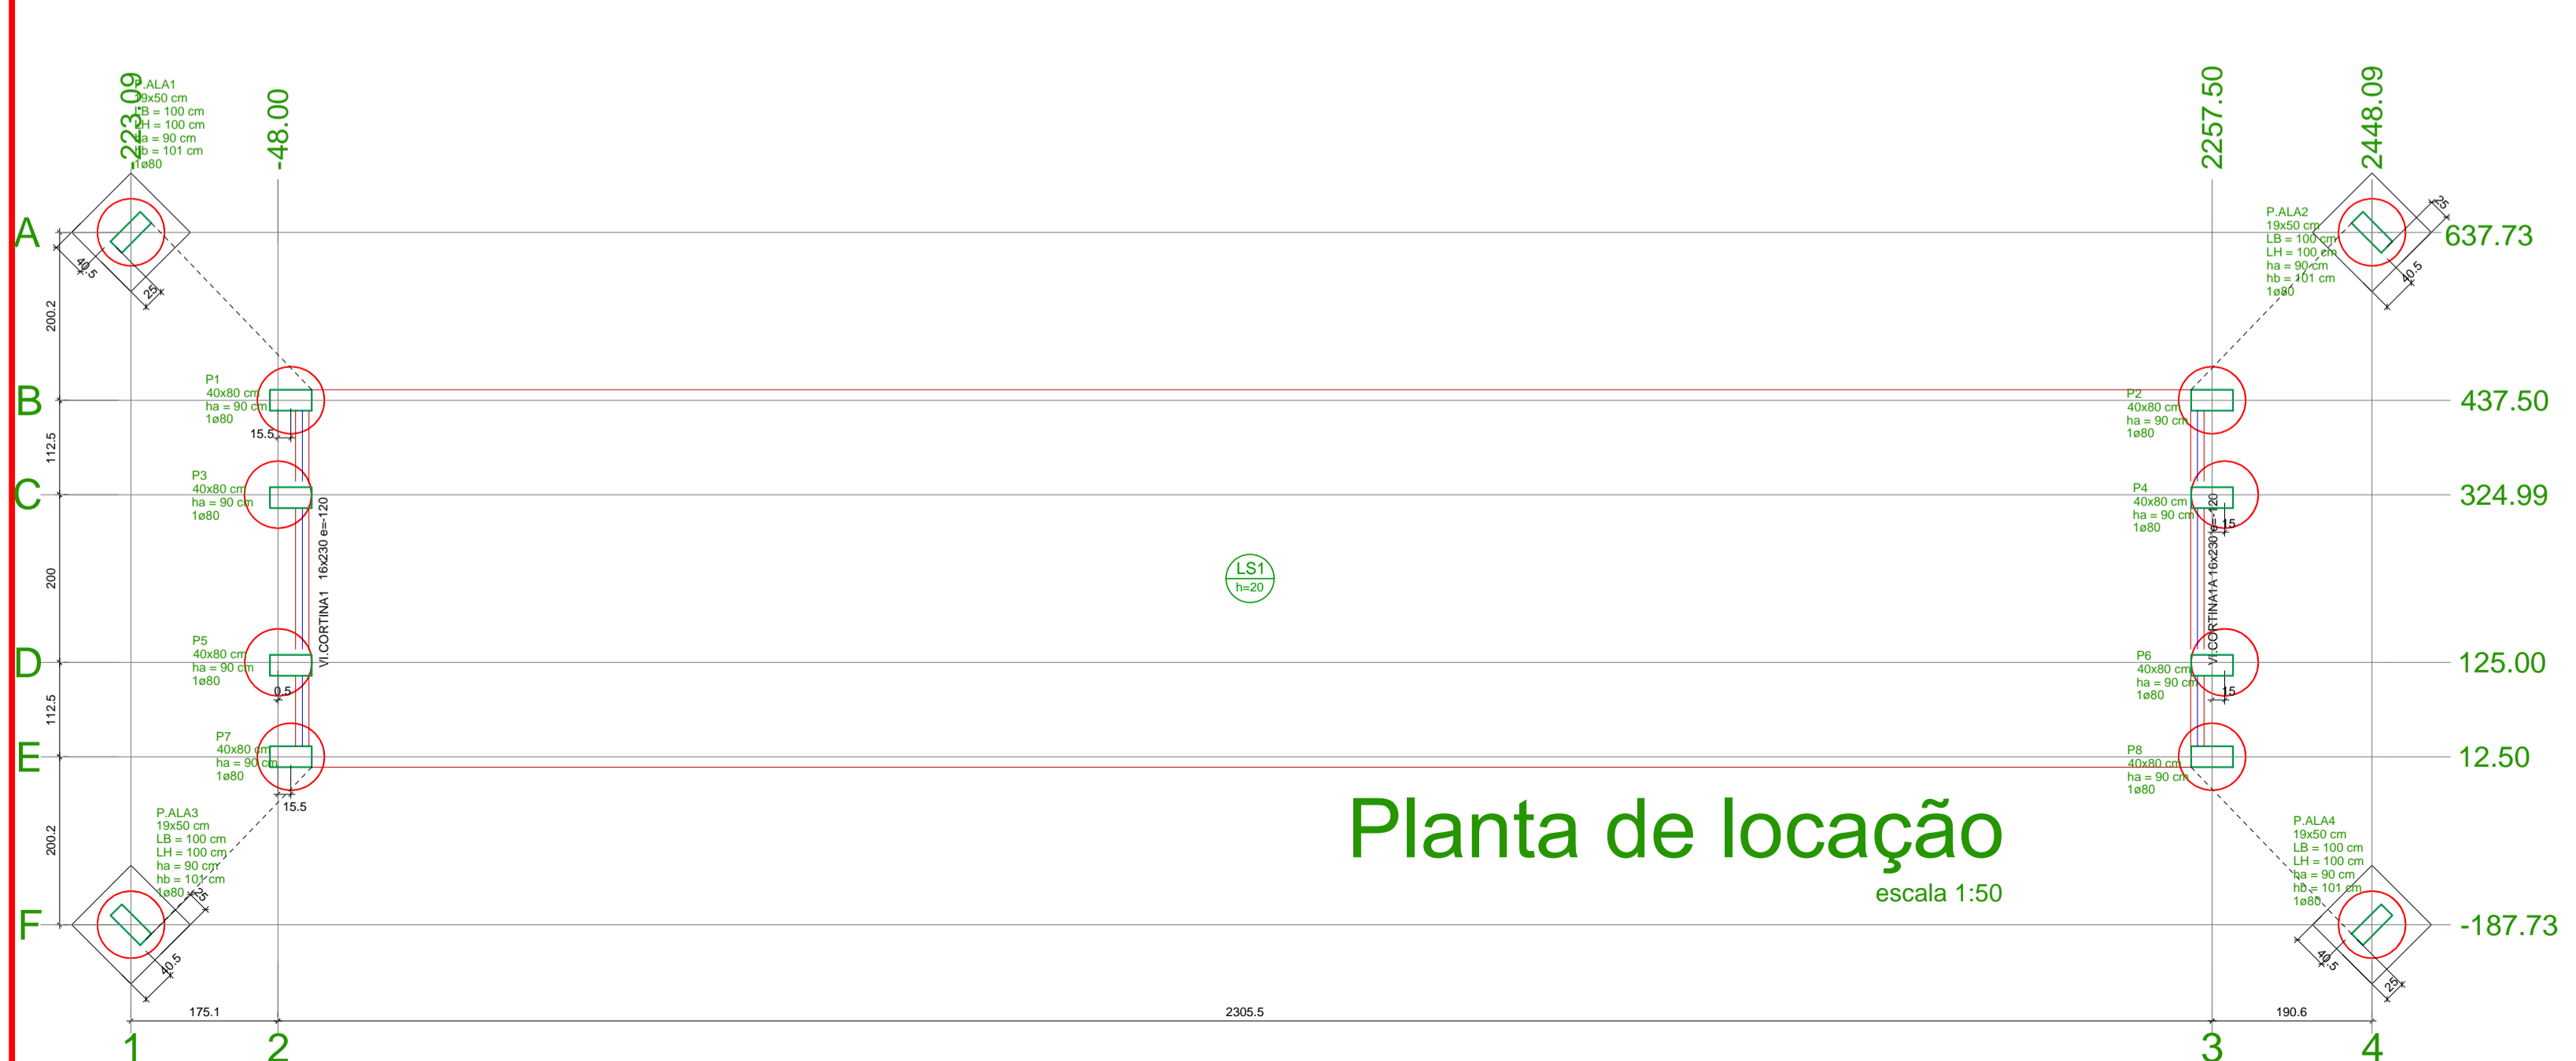 -223.09
-48.00
2257.50
2448.09
P.ALA1
19x50 cm
LB = 100 cm
LH = 100 cm
ha = 90 cm
hb = 101 cm
1ø80
P.ALA2
19x50 cm
LB = 100 cm
LH = 100 cm
ha = 90 cm
hb = 101 cm
1ø80
25
40.5
A
637.73
40.5
25
200.2
P1
40x80 cm
ha = 90 cm
1ø80
15.5
P2
40x80 cm
ha = 90 cm
1ø80
B
437.50
112.5
P3
40x80 cm
ha = 90 cm
1ø80
P4
40x80 cm
ha = 90 cm
1ø80
15
C
324.99
200
VI.CORTINA1 16x230 e=-120
LS1
h=20
VI.CORTINA1A 16x230 e=-120
P5
40x80 cm
ha = 90 cm
1ø80
0.5
P6
40x80 cm
ha = 90 cm
1ø80
15
D
125.00
112.5
P7
40x80 cm
ha = 90 cm
1ø80
15.5
P8
40x80 cm
ha = 90 cm
1ø80
E
12.50
200.2
Planta de locação
escala 1:50
P.ALA3
19x50 cm
LB = 100 cm
LH = 100 cm
ha = 90 cm
hb = 101 cm
1ø80
25
40.5
P.ALA4
19x50 cm
LB = 100 cm
LH = 100 cm
ha = 90 cm
hb = 101 cm
1ø80
40.5
25
F
-187.73
175.1
2305.5
190.6
1
2
3
4